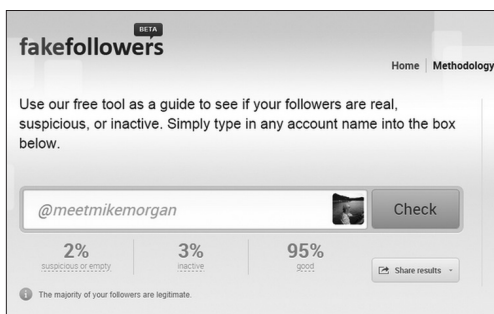 BETA
fakefollowers
Home Methodology
Use our free tool as a guide to see if your followers are real,
suspicious, or inactive. Simply type in any account name into the box
below.
@meetmikemorgan Check
2% 3% 95%
suspicious or empty inactive good
Share results
The majority of your followers are legitimate.